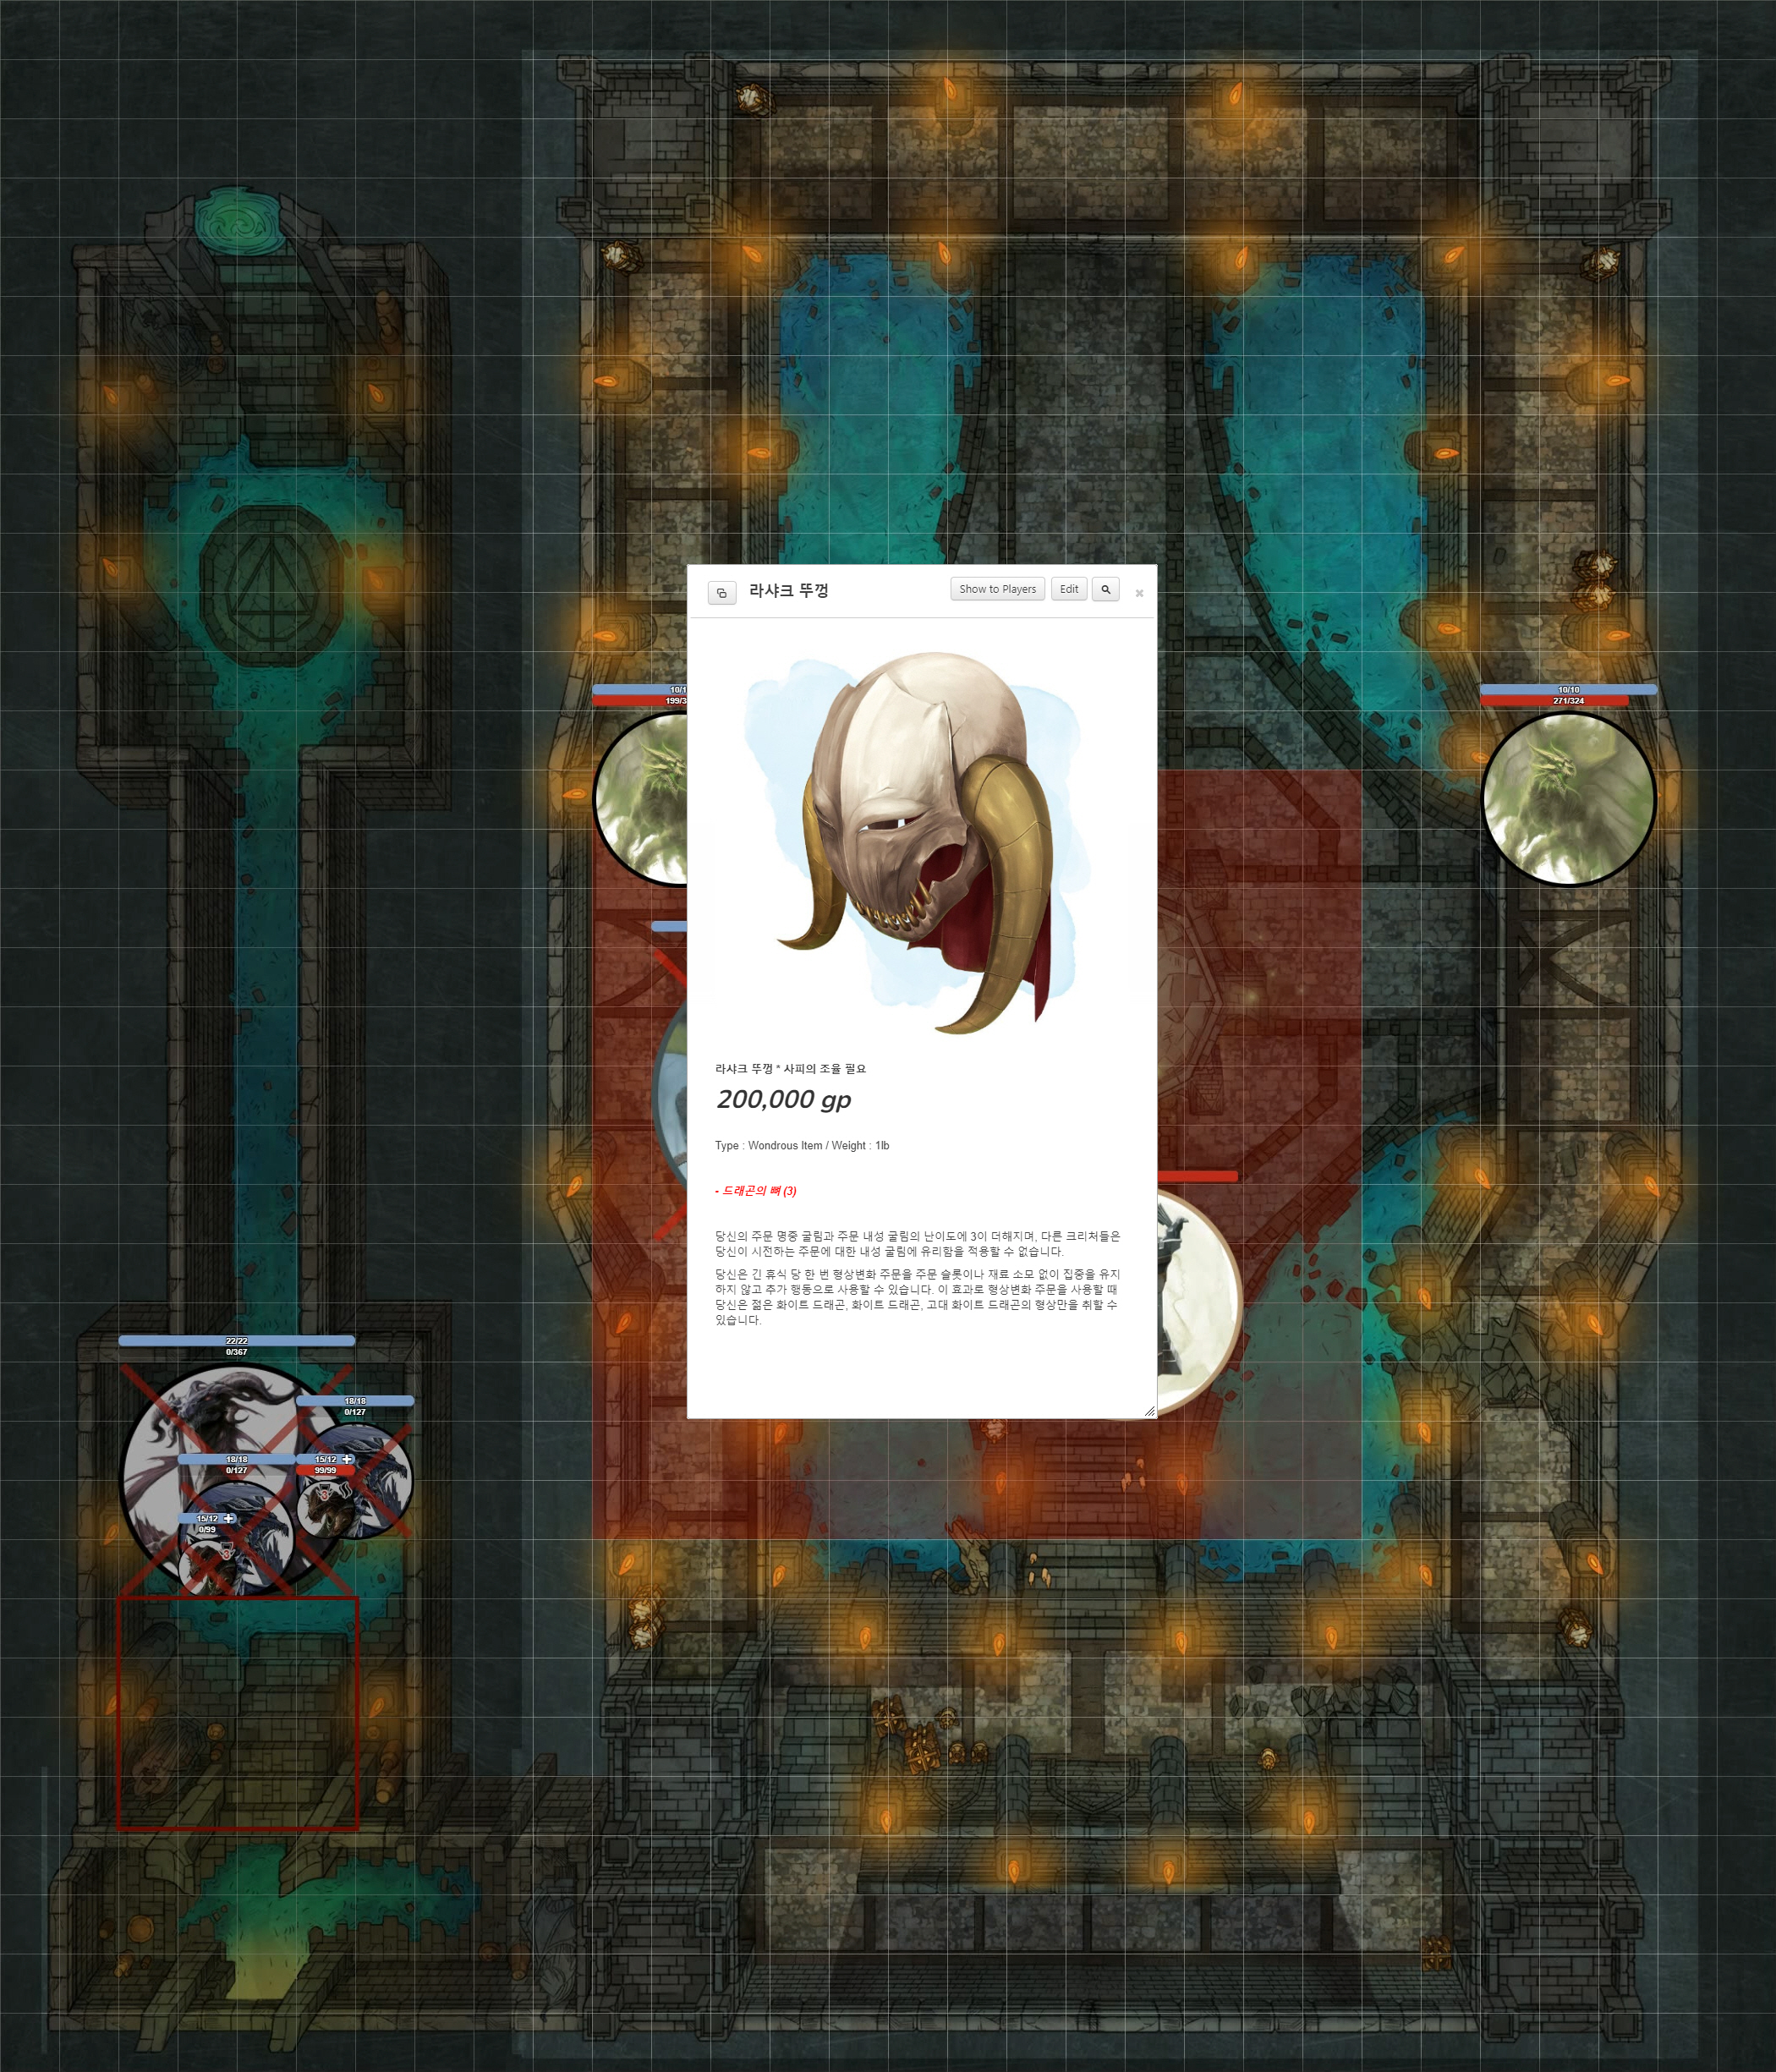 라샤크 뚜껑
Show to Players
Edit
10/1
199/3
10/10
271/324
라샤크 뚜껑 * 사피의 조율 필요
200,000 gp
Type : Wondrous Item / Weight : 1lb
- 드래곤의 뼈 (3)
당신의 주문 명중 굴림과 주문 내성 굴림의 난이도에 3이 더해지며, 다른 크리처들은
당신이 시전하는 주문에 대한 내성 굴림에 유리함을 적용할 수 없습니다.
당신은 긴 휴식 당 한 번 형상변화 주문을 주문 슬롯이나 재료 소모 없이 집중을 유지
하지 않고 추가 행동으로 사용할 수 있습니다. 이 효과로 형상변화 주문을 사용할 때
당신은 젊은 화이트 드래곤, 화이트 드래곤, 고대 화이트 드래곤의 형상만을 취할 수
있습니다.
22/22
0/367
18/18
0/127
18/18
0/127
15/12
99/99
15/12
0/99